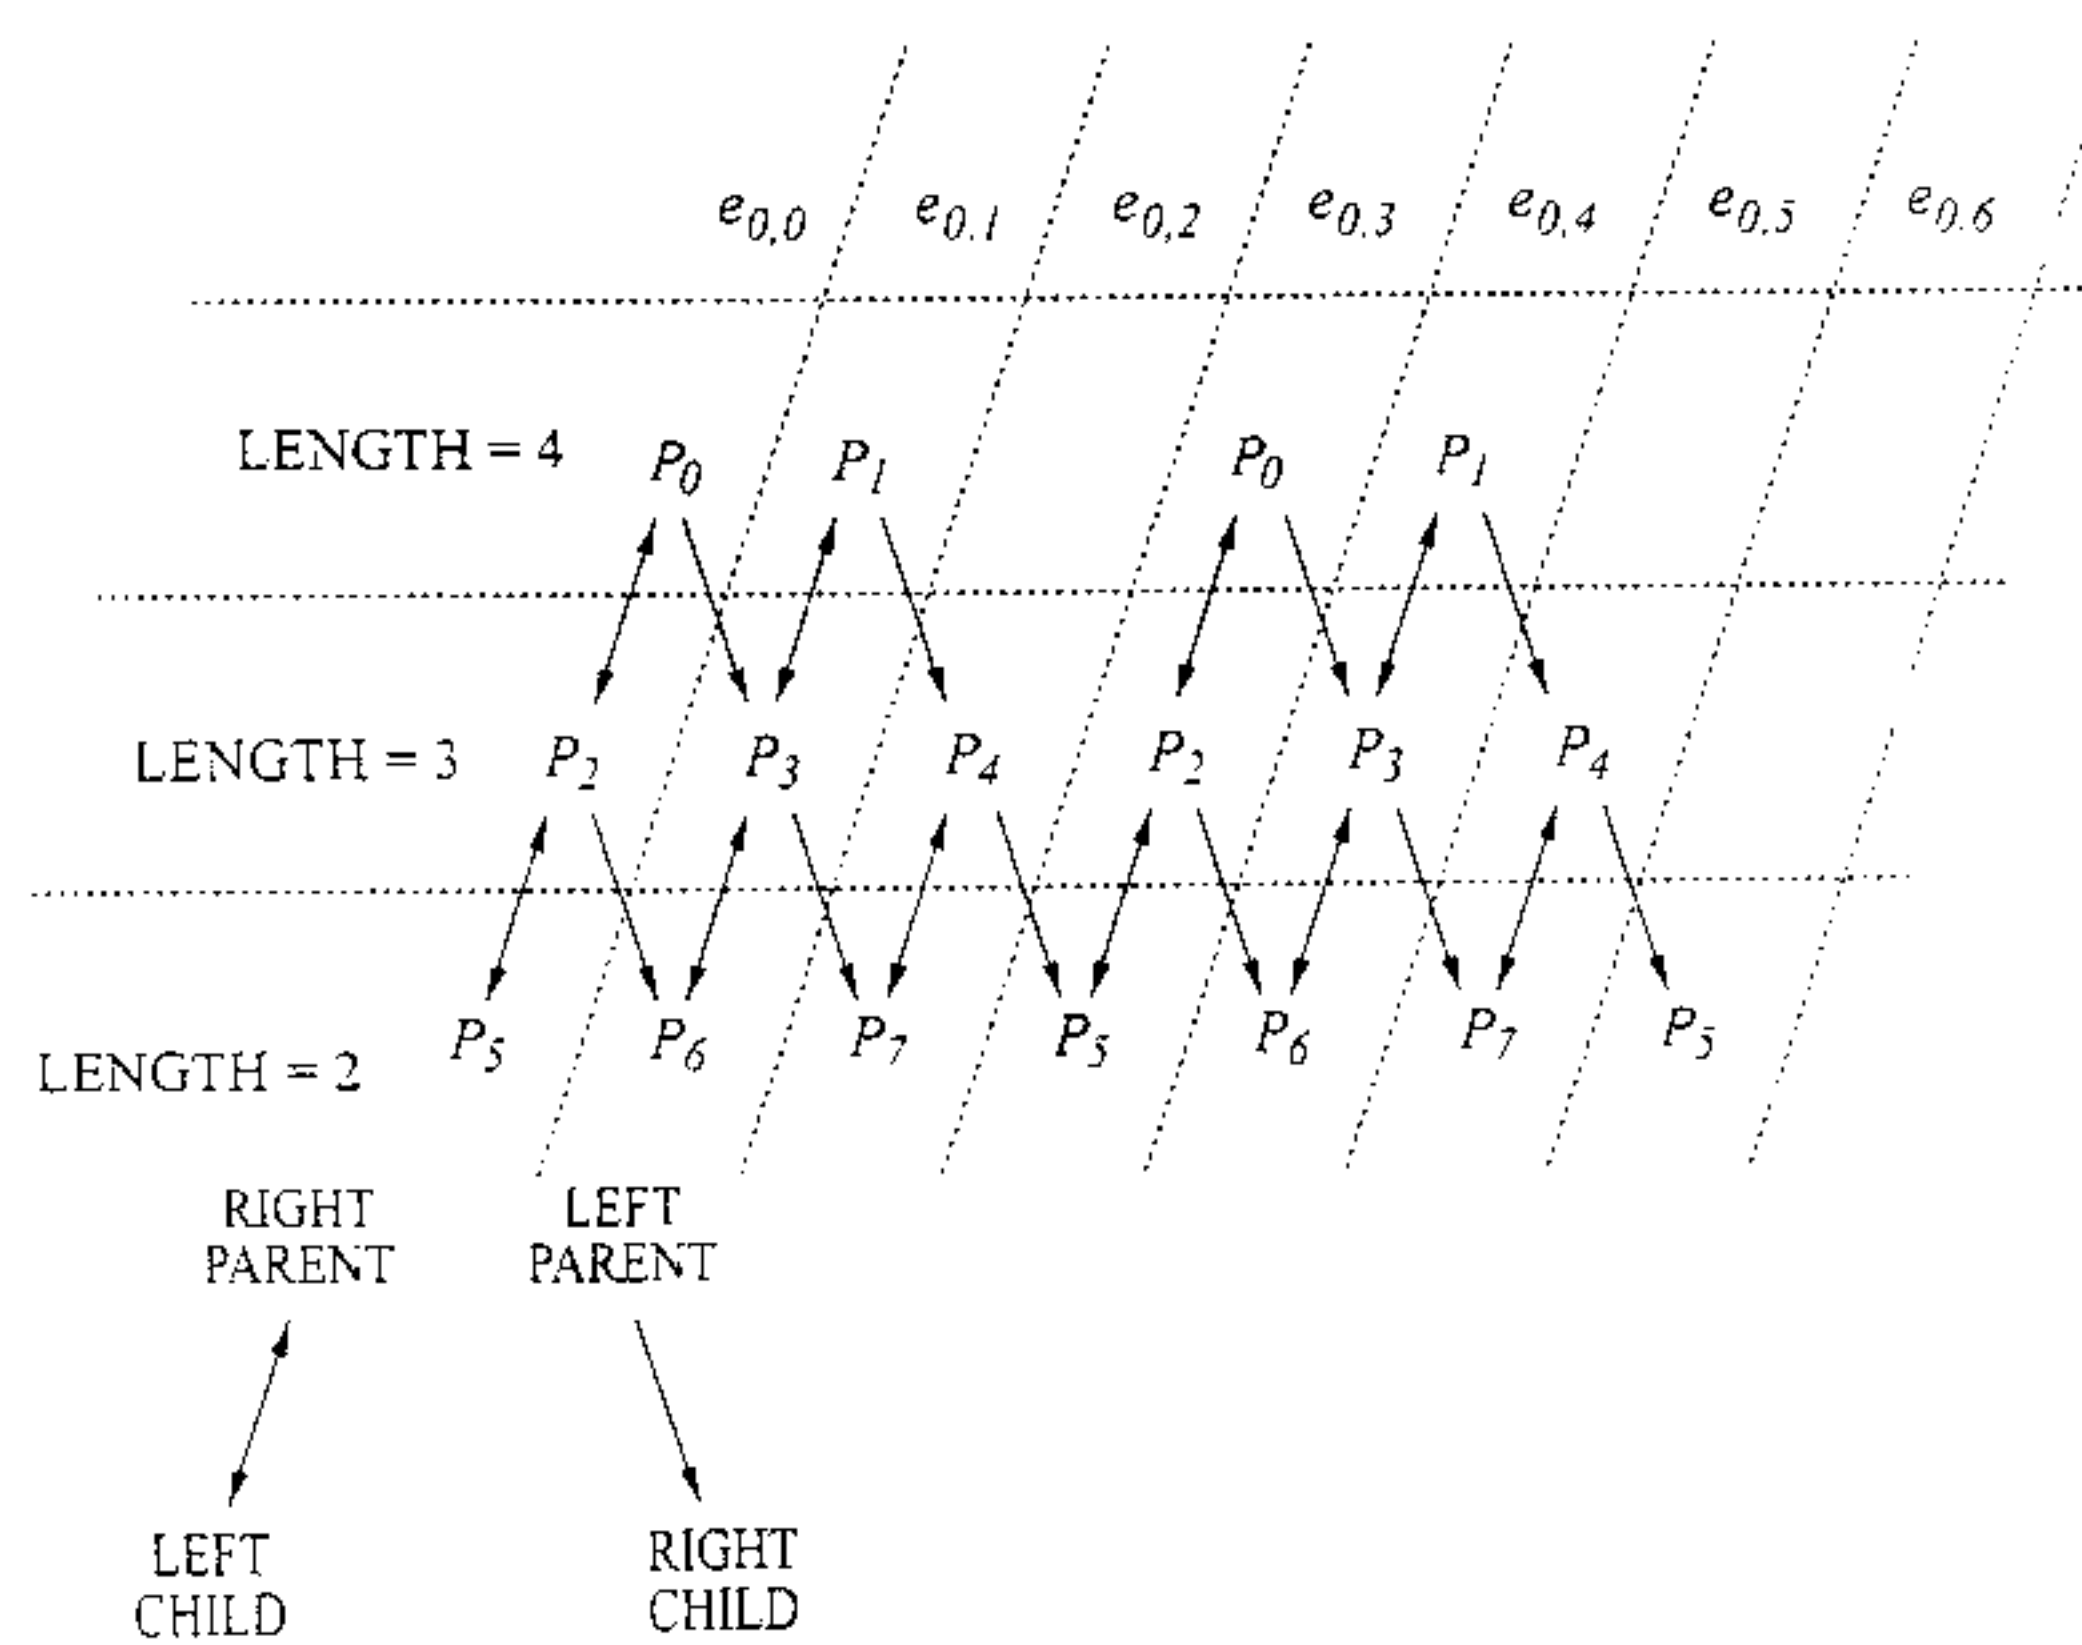 e0,0 e0.1 e0,2 e0.3 e0,4 e0,5 e0.6
LENGTH = 4 P0 P1 P0 P1
LENGTH = 3 P2 P3 P4 P2 P3 P4
LENGTH = 2 P5 P6 P7 P5 P6 P7 P5
RIGHT PARENT
LEFT PARENT
LEFT CHILD
RIGHT CHILD